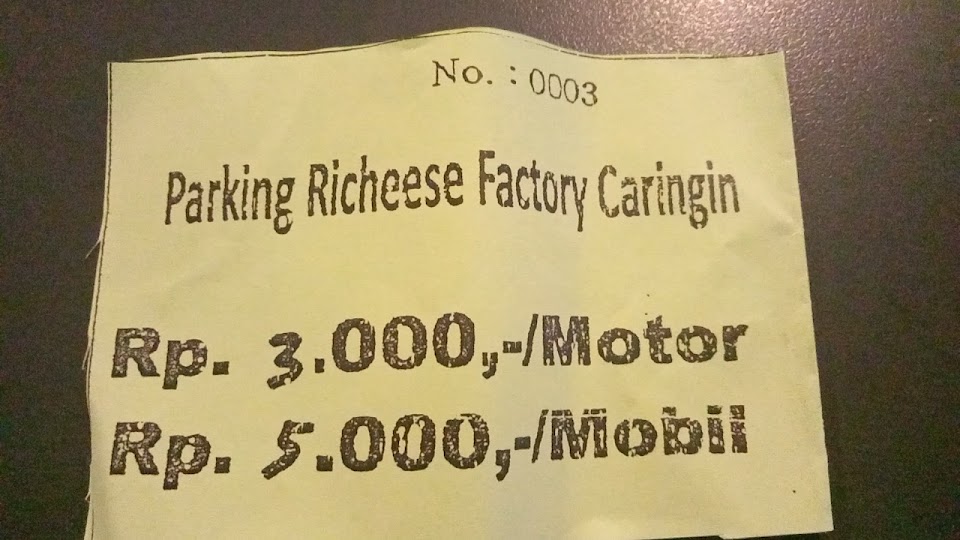 No. : 0003
Parking Richeese Factory Caringin
Rp. 3.000,-/Motor
Rp. 5.000,-/Mobil